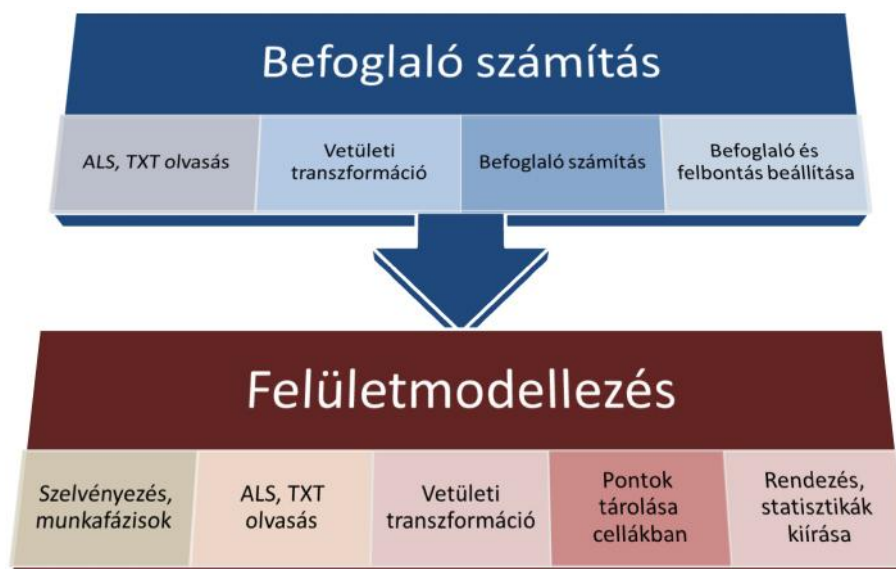 Befoglaló számítás
ALS, TXT olvasás
Vetületi
transzformáció
Befoglaló számítás
Befoglaló és
felbontás beállítása
Felületmodellezés
Szelvényezés,
munkafázisok
ALS, TXT
olvasás
Vetületi
transzformáció
Pontok
tárolása
cellákban
Rendezés,
statisztikák
kiírása